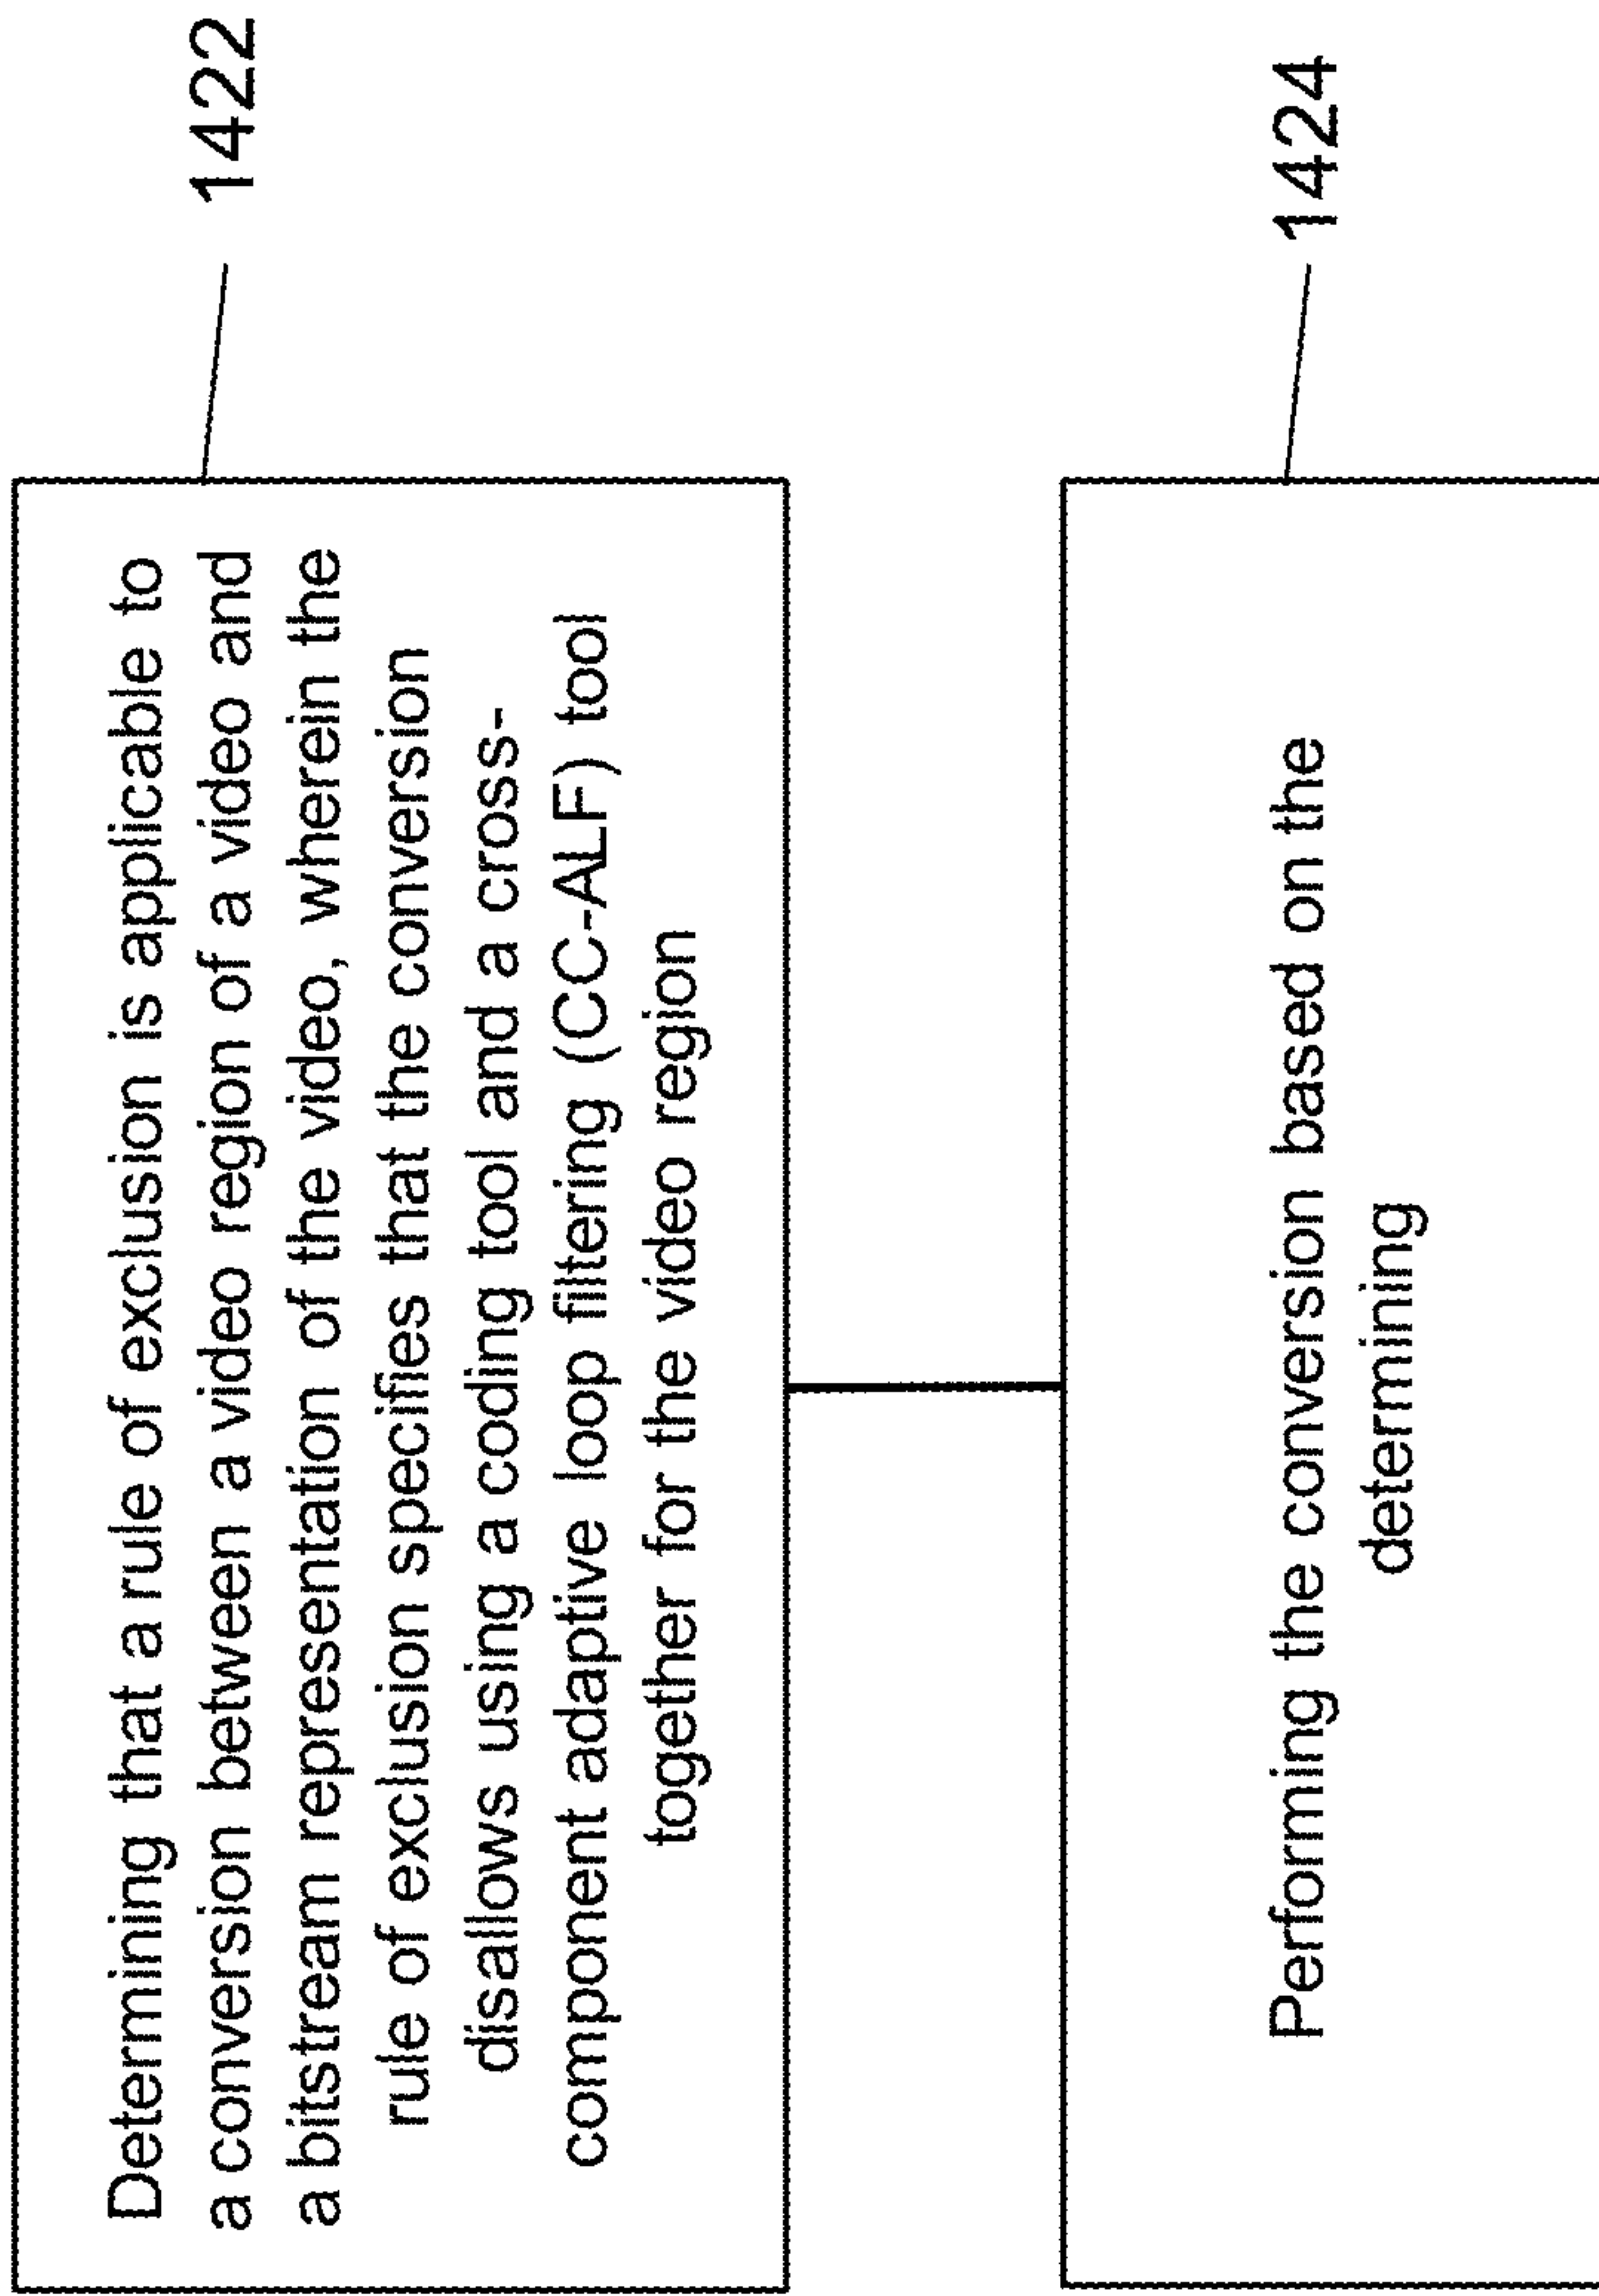 Determining that a rule of exclusion is applicable to
a conversion between a video region of a video and
a bitstream representation of the video, wherein the
rule of exclusion specifies that the conversion
disallows using a coding tool and a cross-
component adaptive loop filtering (CC-ALF) tool
together for the video region
1422
Performing the conversion based on the
determining
1424